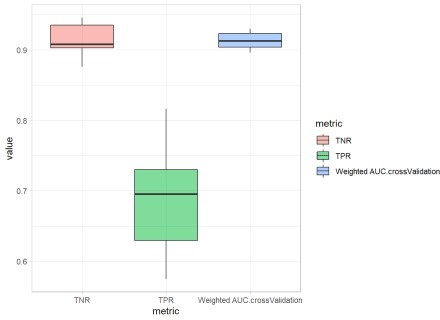 0.9
0.8
0.7
0.6
value
TNR
TPR
Weighted AUC.crossValidation
metric
metric
TNR
TPR
Weighted AUC.crossValidation